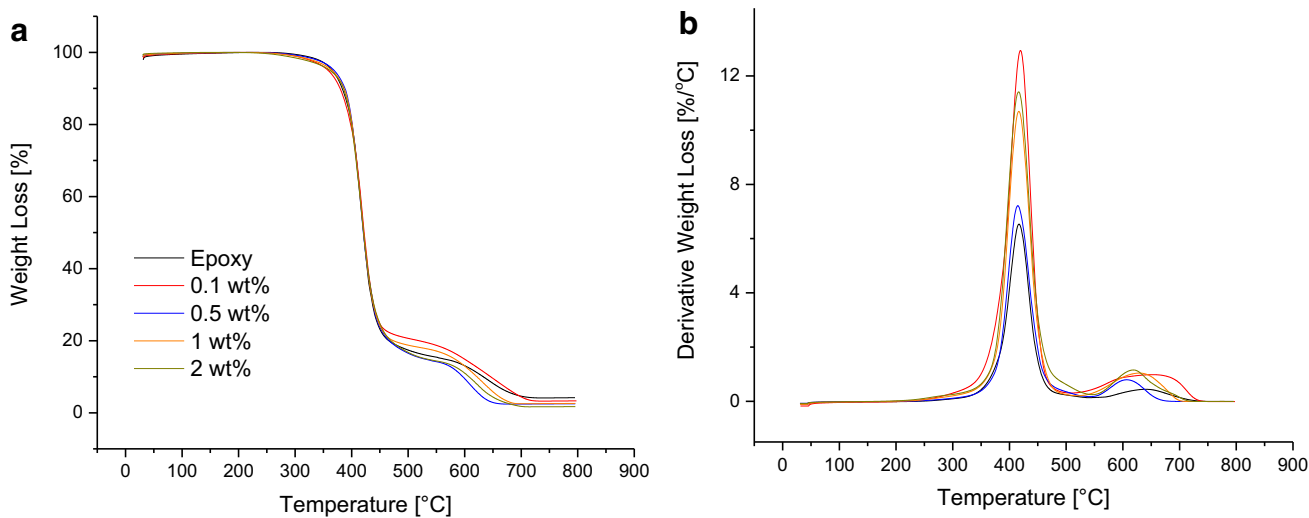 a
100
80
60
40
20
0
Weight Loss [%]
Epoxy
0.1 wt%
0.5 wt%
1 wt%
2 wt%
0 100 200 300 400 500 600 700 800 900
Temperature [°C]
b
12
8
4
0
Derivative Weight Loss [%/°C]
0 100 200 300 400 500 600 700 800 900
Temperature [°C]